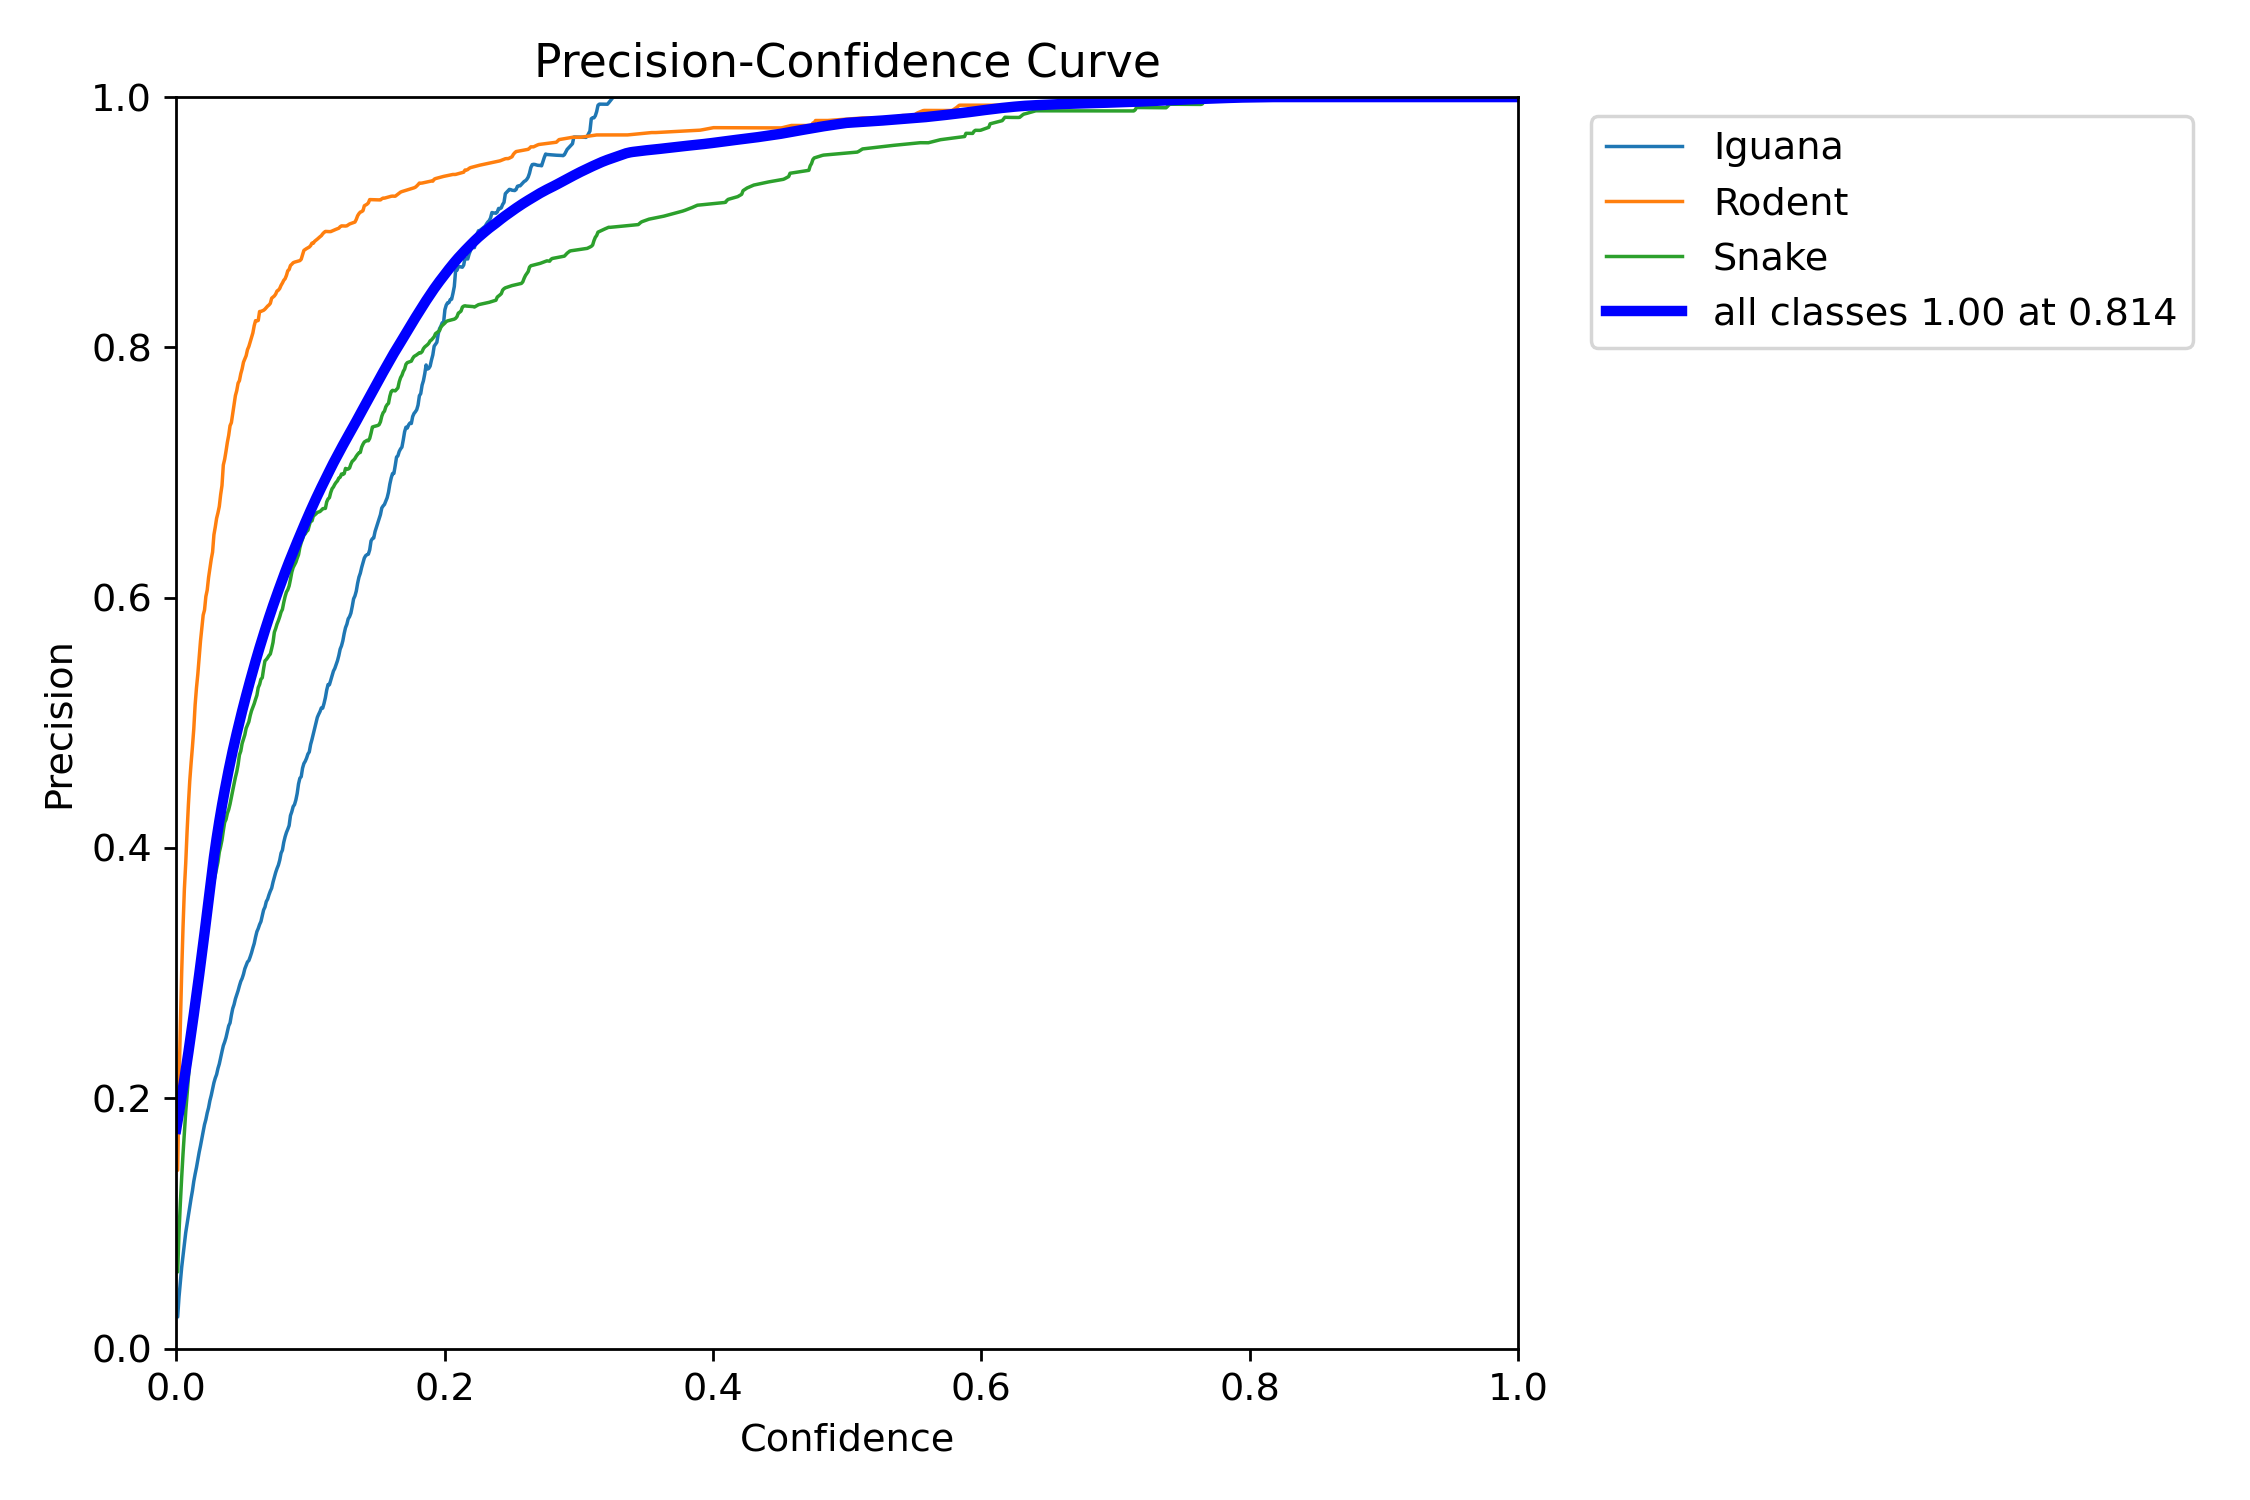 Precision-Confidence Curve
1.0
0.8
0.6
0.4
0.2
0.0
Precision
0.0 0.2 0.4 0.6 0.8 1.0
Confidence
Iguana
Rodent
Snake
all classes 1.00 at 0.814